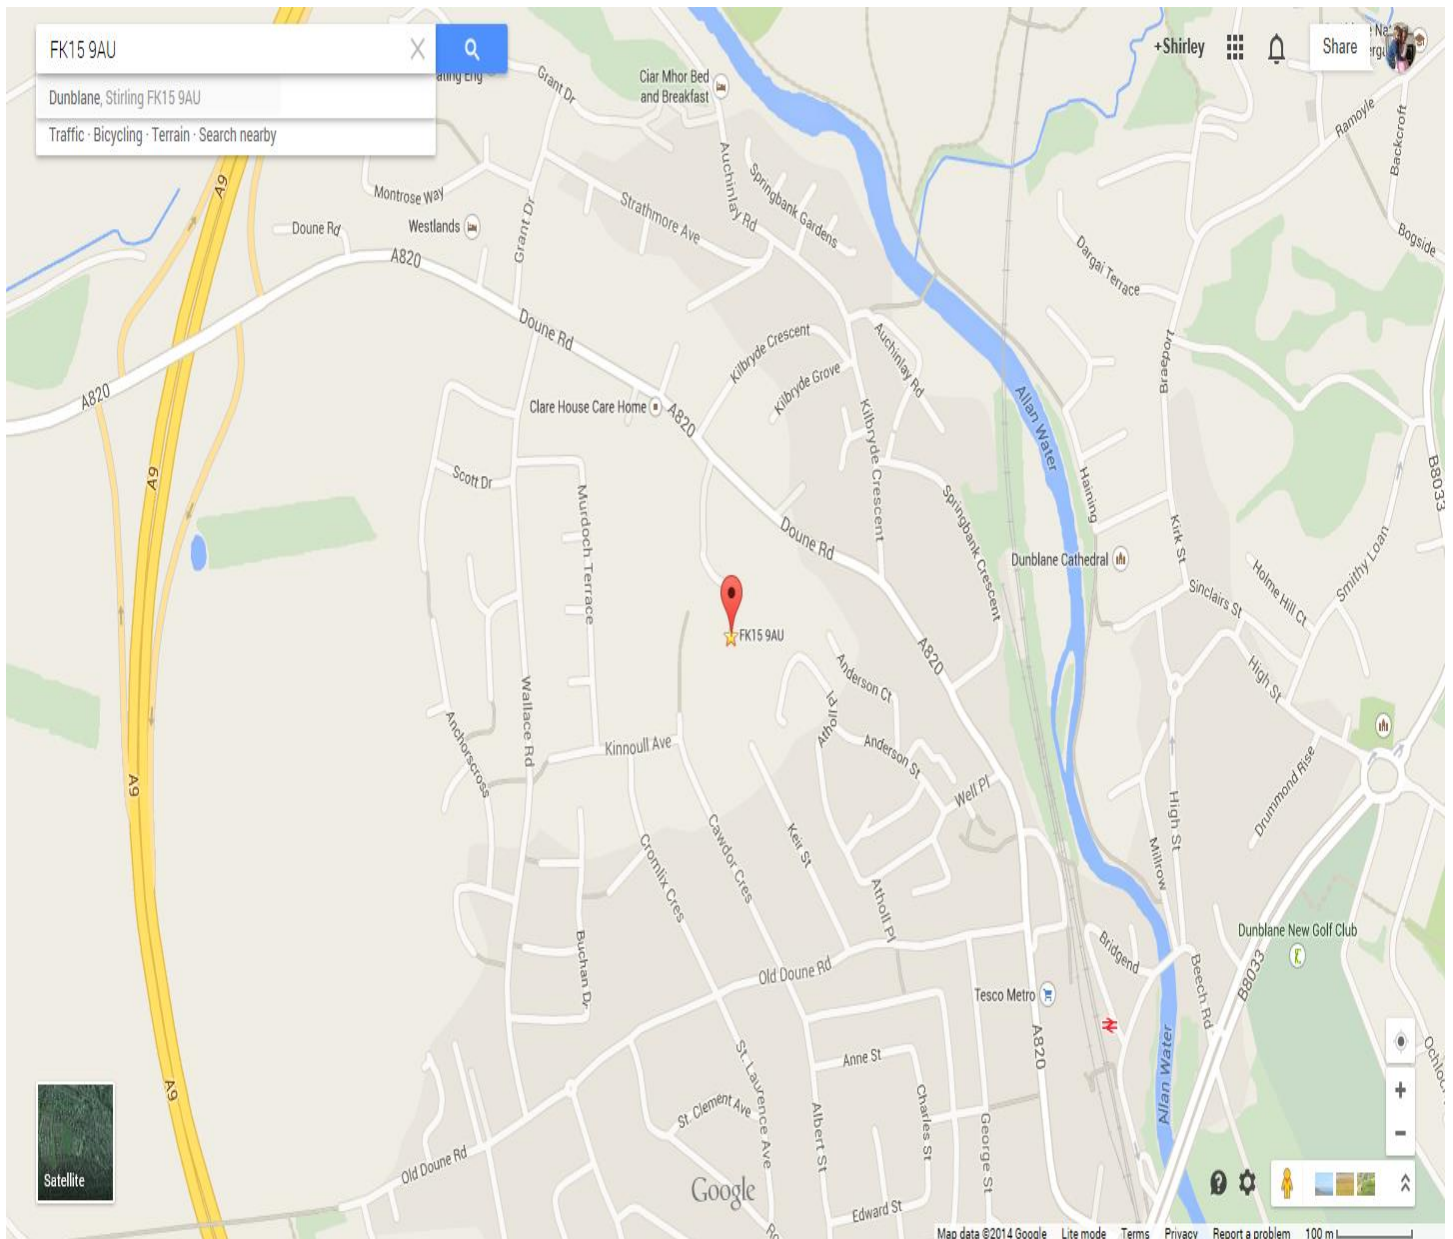 FK15 9AU
X
Dunblane, Stirling FK15 9AU
Traffic · Bicycling · Terrain · Search nearby
+Shirley
Share
Grant Dr
Ciar Mhor Bed
and Breakfast
Ramoyle
Backcroft
Bogside
A9
Montrose Way
Westlands
Doune Rd
A820
Grant Dr
Strathmore Ave
Auchinlay Rd
Springbank Gardens
Dargai Terrace
Braeport
Doune Rd
Kilbryde Crescent
Kilbryde Grove
Auchinlay Rd
Allan Water
A820
Clare House Care Home
A820
Kilbryde Crescent
A9
Scott Dr
Murdoch Terrace
Doune Rd
Springbank Crescent
Haining
Kirk St
B8033
Smithy Loan
Dunblane Cathedral
Holme Hill Ct
Sinclairs St
FK15 9AU
A820
Anderson Ct
High St
Wallace Rd
Anchorscross
Kinnoull Ave
Atholl Pl
Anderson St
Well Pl
A9
Drummond Rise
Cromlix Cres
Cawdor Cres
Keir St
High St
Millrow
Atholl Pl
Buchan Dr
Old Doune Rd
Bridgend
Beech Rd
B8033
Dunblane New Golf Club
Tesco Metro
A820
Allan Water
Anne St
St. Laurence Ave
St. Clement Ave
Albert St
Charles St
George St
A9
Old Doune Rd
Satellite
Google
Edward St
Map data ©2014 Google
Lite mode
Terms
Privacy
Report a problem
100 m